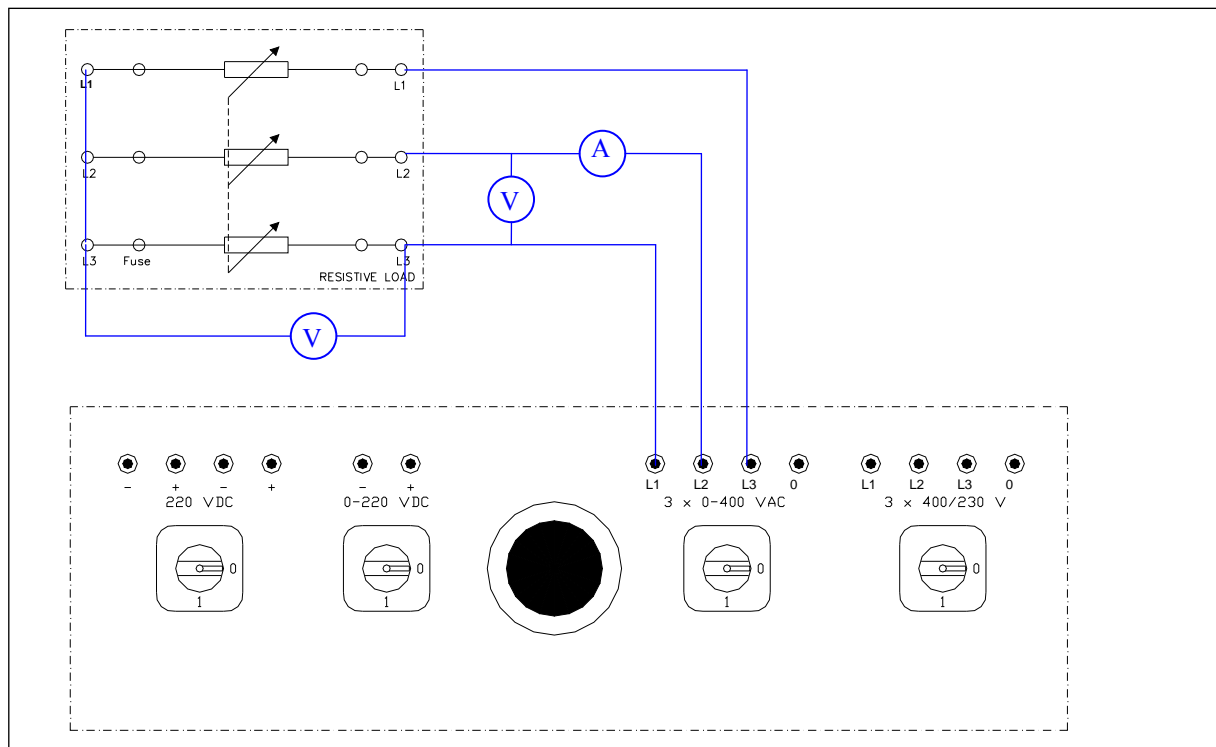 L1 L1
A
L2 L2
V
L3 Fuse L3
RESISTIVE LOAD
V
- + - + - + L1 L2 L3 0 L1 L2 L3 0
220 VDC 0-220 VDC 3 x 0-400 VAC 3 x 400/230 V
0 0 0 0
1 1 1 1